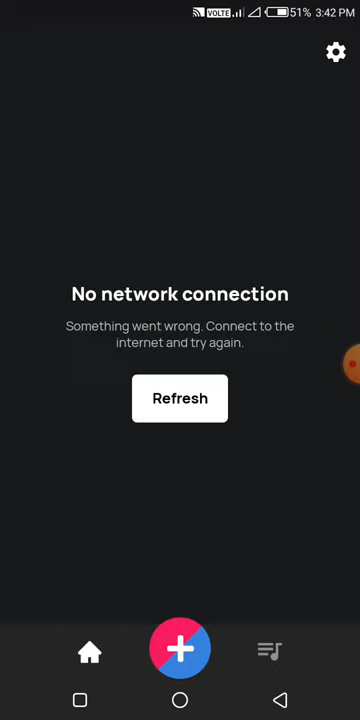 VOLTE 51% 3:42 PM
No network connection
Something went wrong. Connect to the
internet and try again.
Refresh